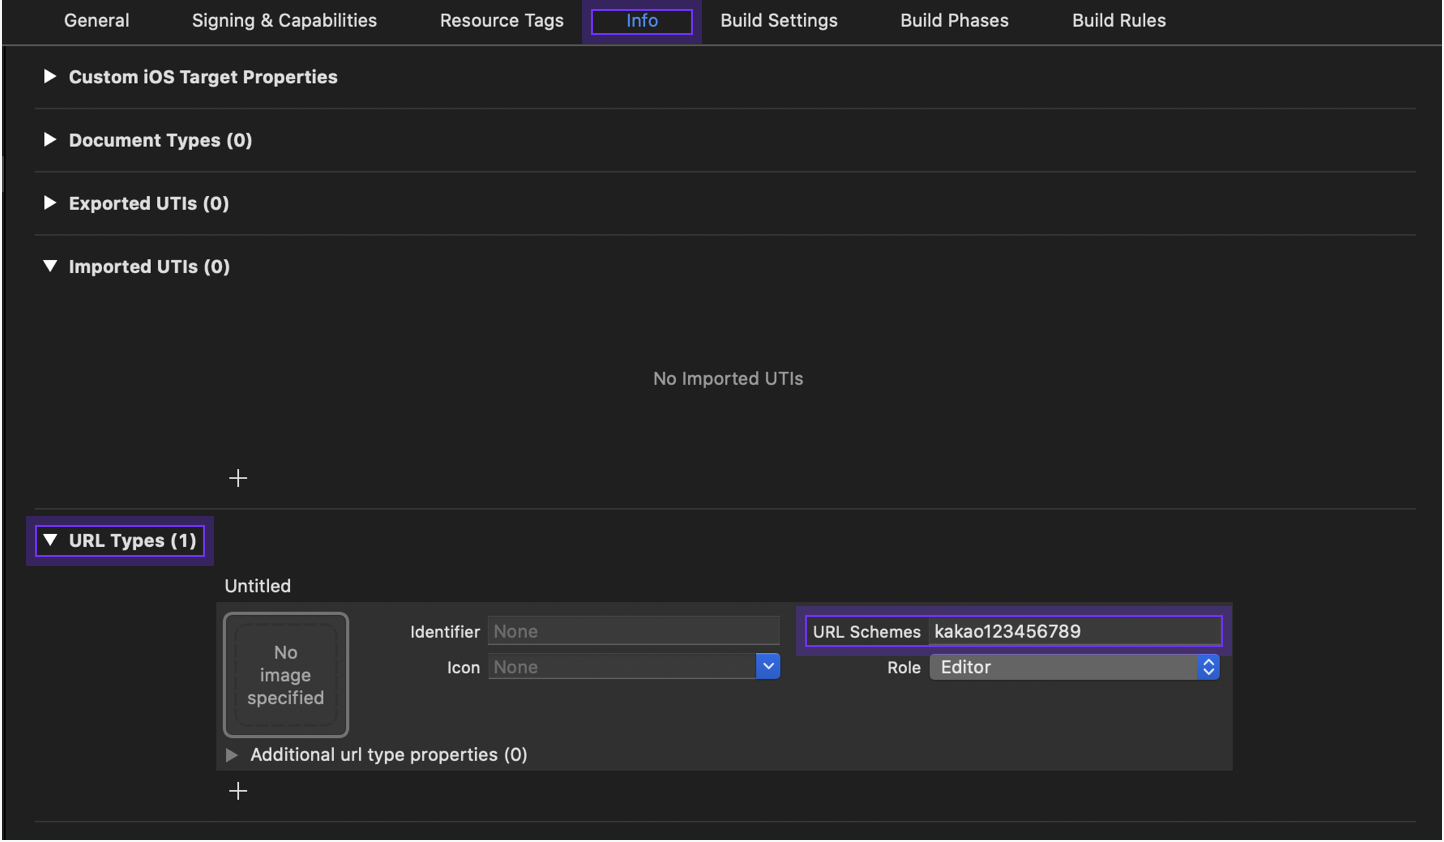 General Signing & Capabilities Resource Tags Info Build Settings Build Phases Build Rules
Custom iOS Target Properties
Document Types (0)
Exported UTIs (0)
Imported UTIs (0)
No Imported UTIs
URL Types (1)
Untitled
No
image
specified
Identifier None
URL Schemes kakao123456789
Icon None
Role Editor
Additional url type properties (0)